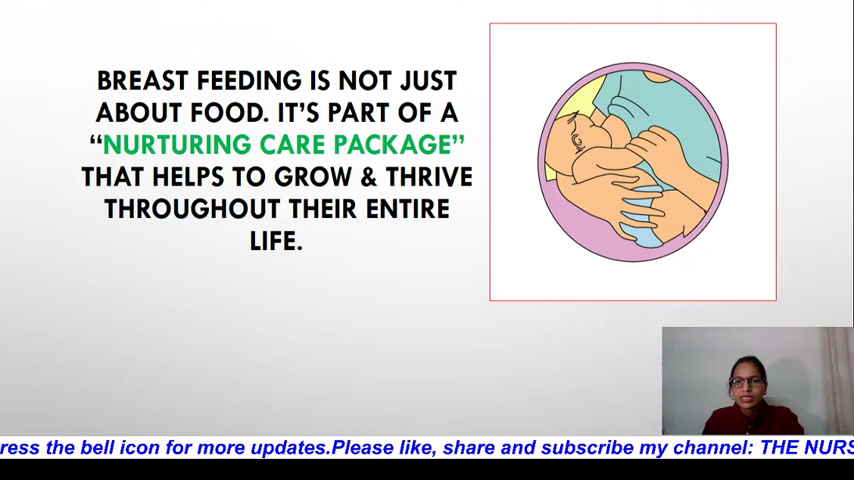 BREAST FEEDING IS NOT JUST
ABOUT FOOD. IT’S PART OF A
“NURTURING CARE PACKAGE”
THAT HELPS TO GROW & THRIVE
THROUGHOUT THEIR ENTIRE
LIFE.
ress the bell icon for more updates.Please like, share and subscribe my channel: THE NURS